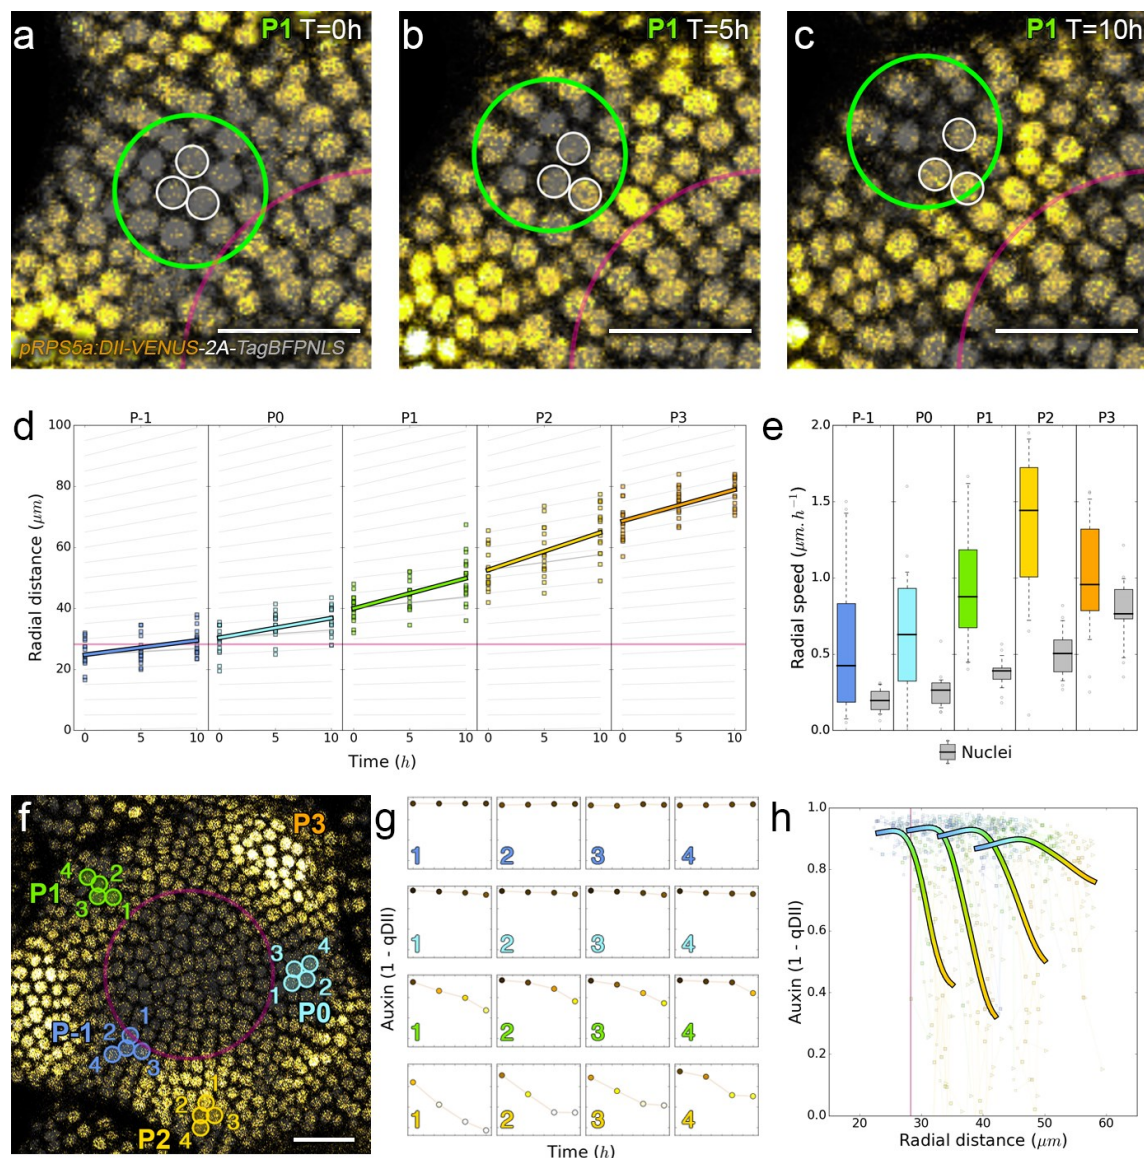 a P1 T=0h
b P1 T=5h
c P1 T=10h
pRPS5a:DII-VENUS-2A-TagBFPNLS
d
P-1 P0 P1 P2 P3
Radial distance (μm)
100
80
60
40
20
0
0 5 10 0 5 10 0 5 10 0 5 10 0 5 10
Time (h)
e
P-1 P0 P1 P2 P3
Radial speed (μm.h⁻¹)
2.0
1.5
1.0
0.5
0.0
Nuclei
f
P3
P1
4 2
3 1
P0
3 4
1 2
P-1
1
2
4 3
P2
1
2 3
4
g
Auxin (1 - qDII)
1 2 3 4
1 2 3 4
1 2 3 4
1 2 3 4
Time (h)
h
Auxin (1 - qDII)
1.0
0.8
0.6
0.4
0.2
0.0
20 30 40 50 60
Radial distance (μm)